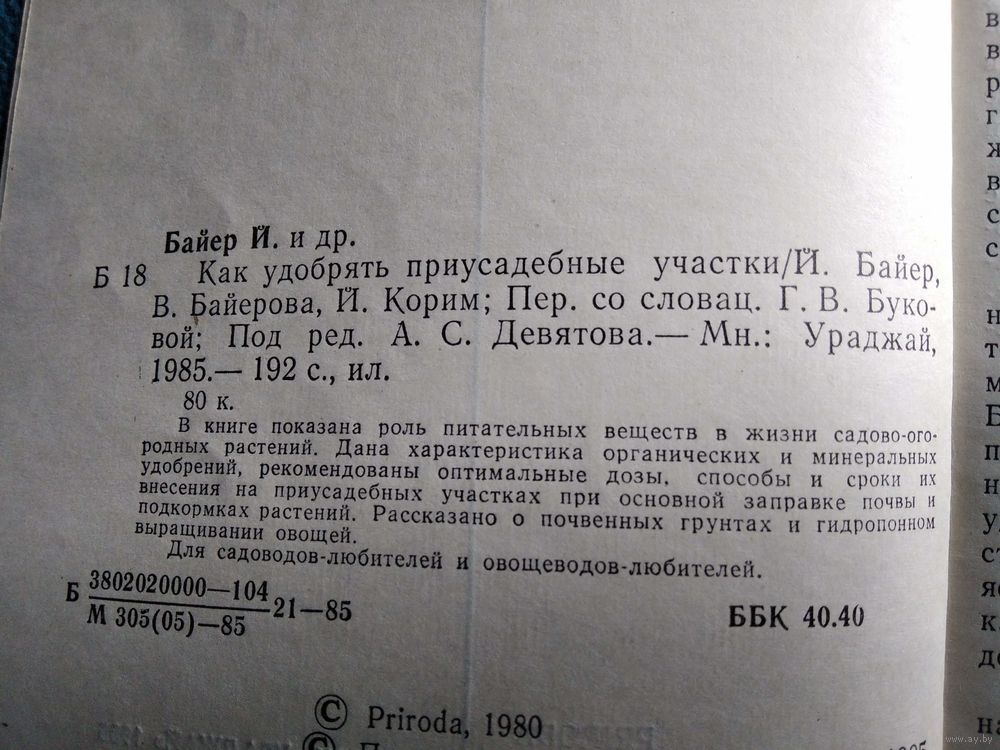 Байер Й. и др.
Б 18 Как удобрять приусадебные участки/Й. Байер,
В. Байерова, Й. Корим; Пер. со словац. Г. В. Буко-
вой; Под ред. А. С. Девятова.— Мн.: Ураджай,
1985.— 192 с., ил.
80 к.
В книге показана роль питательных веществ в жизни садово-ого-
родных растений. Дана характеристика органических и минеральных
удобрений, рекомендованы оптимальные дозы, способы и сроки их
внесения на приусадебных участках при основной заправке почвы и
подкормках растений. Рассказано о почвенных грунтах и гидропонном
выращивании овощей.
Для садоводов-любителей и овощеводов-любителей.
Б 3802020000—104
М 305(05)—85
21—85
ББК 40.40
© Priroda, 1980
©
www.ay.by